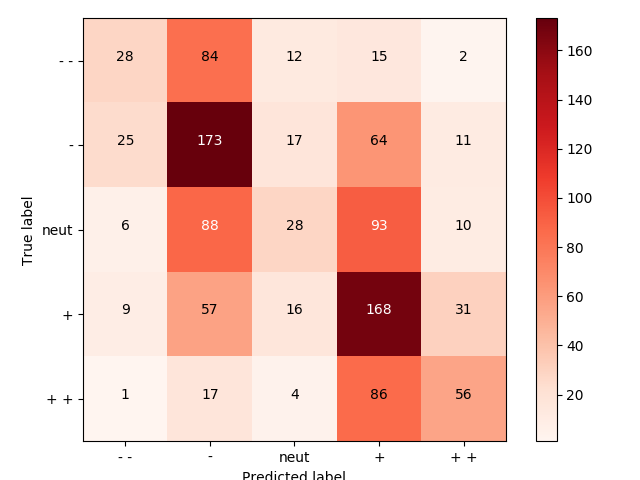 - - 28 84 12 15 2
- 25 173 17 64 11
neut 6 88 28 93 10
+ 9 57 16 168 31
+ + 1 17 4 86 56
- - - neut + + +
Predicted label
True label
160
140
120
100
80
60
40
20